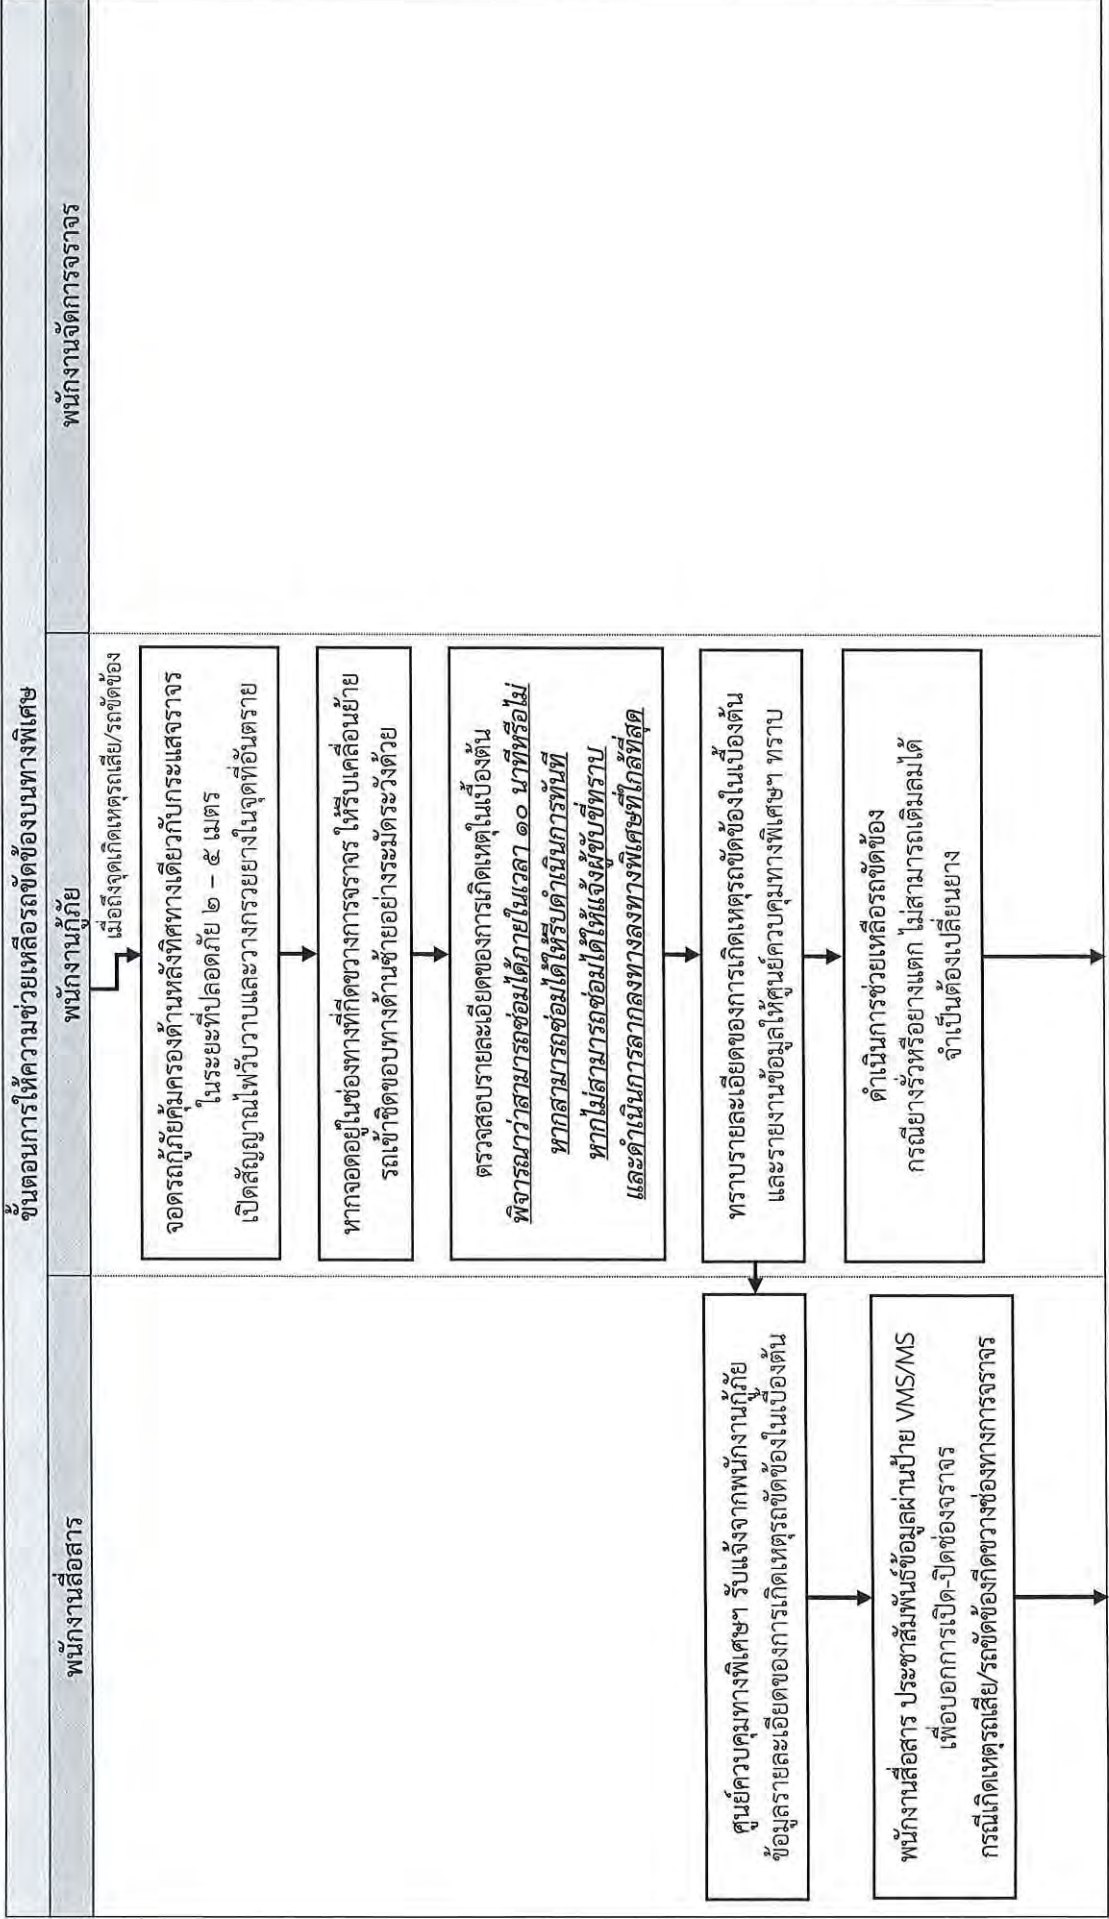 ขั้นตอนการให้ความช่วยเหลือรถขัดข้องบนทางพิเศษ
พนักงานสื่อสาร
พนักงานกู้ภัย
พนักงานจัดการจราจร
เมื่อถึงจุดเกิดเหตุรถเสีย/รถขัดข้อง
จอดรถกู้ภัยคุ้มครองด้านหลังทิศทางเดียวกับกระแสจราจร
ในระยะที่ปลอดภัย ๒ – ๕ เมตร
เปิดสัญญาณไฟวับวาบและวางกรวยยางในจุดที่อันตราย
หากจอดอยู่ในช่องทางที่กีดขวางการจราจร ให้รีบเคลื่อนย้าย
รถเข้าชิดขอบทางด้านซ้ายอย่างระมัดระวังด้วย
ตรวจสอบรายละเอียดของการเกิดเหตุในเบื้องต้น
พิจารณาว่าสามารถซ่อมได้ภายในเวลา ๑๐ นาทีหรือไม่
หากสามารถซ่อมได้ให้รีบดำเนินการทันที
หากไม่สามารถซ่อมได้ให้แจ้งผู้ขับขี่ทราบ
และดำเนินการลากลงทางลงทางพิเศษที่ใกล้ที่สุด
ทราบรายละเอียดของการเกิดเหตุรถขัดข้องในเบื้องต้น
และรายงานข้อมูลให้ศูนย์ควบคุมทางพิเศษฯ ทราบ
ศูนย์ควบคุมทางพิเศษฯ รับแจ้งจากพนักงานกู้ภัย
ข้อมูลรายละเอียดของการเกิดเหตุรถขัดข้องในเบื้องต้น
ดำเนินการช่วยเหลือรถขัดข้อง
กรณียางรั่วหรือยางแตก ไม่สามารถเติมลมได้
จำเป็นต้องเปลี่ยนยาง
พนักงานสื่อสาร ประชาสัมพันธ์ข้อมูลผ่านป้าย VMS/MS
เพื่อบอกการเปิด-ปิดช่องจราจร
กรณีเกิดเหตุรถเสีย/รถขัดข้องกีดขวางช่องทางการจราจร